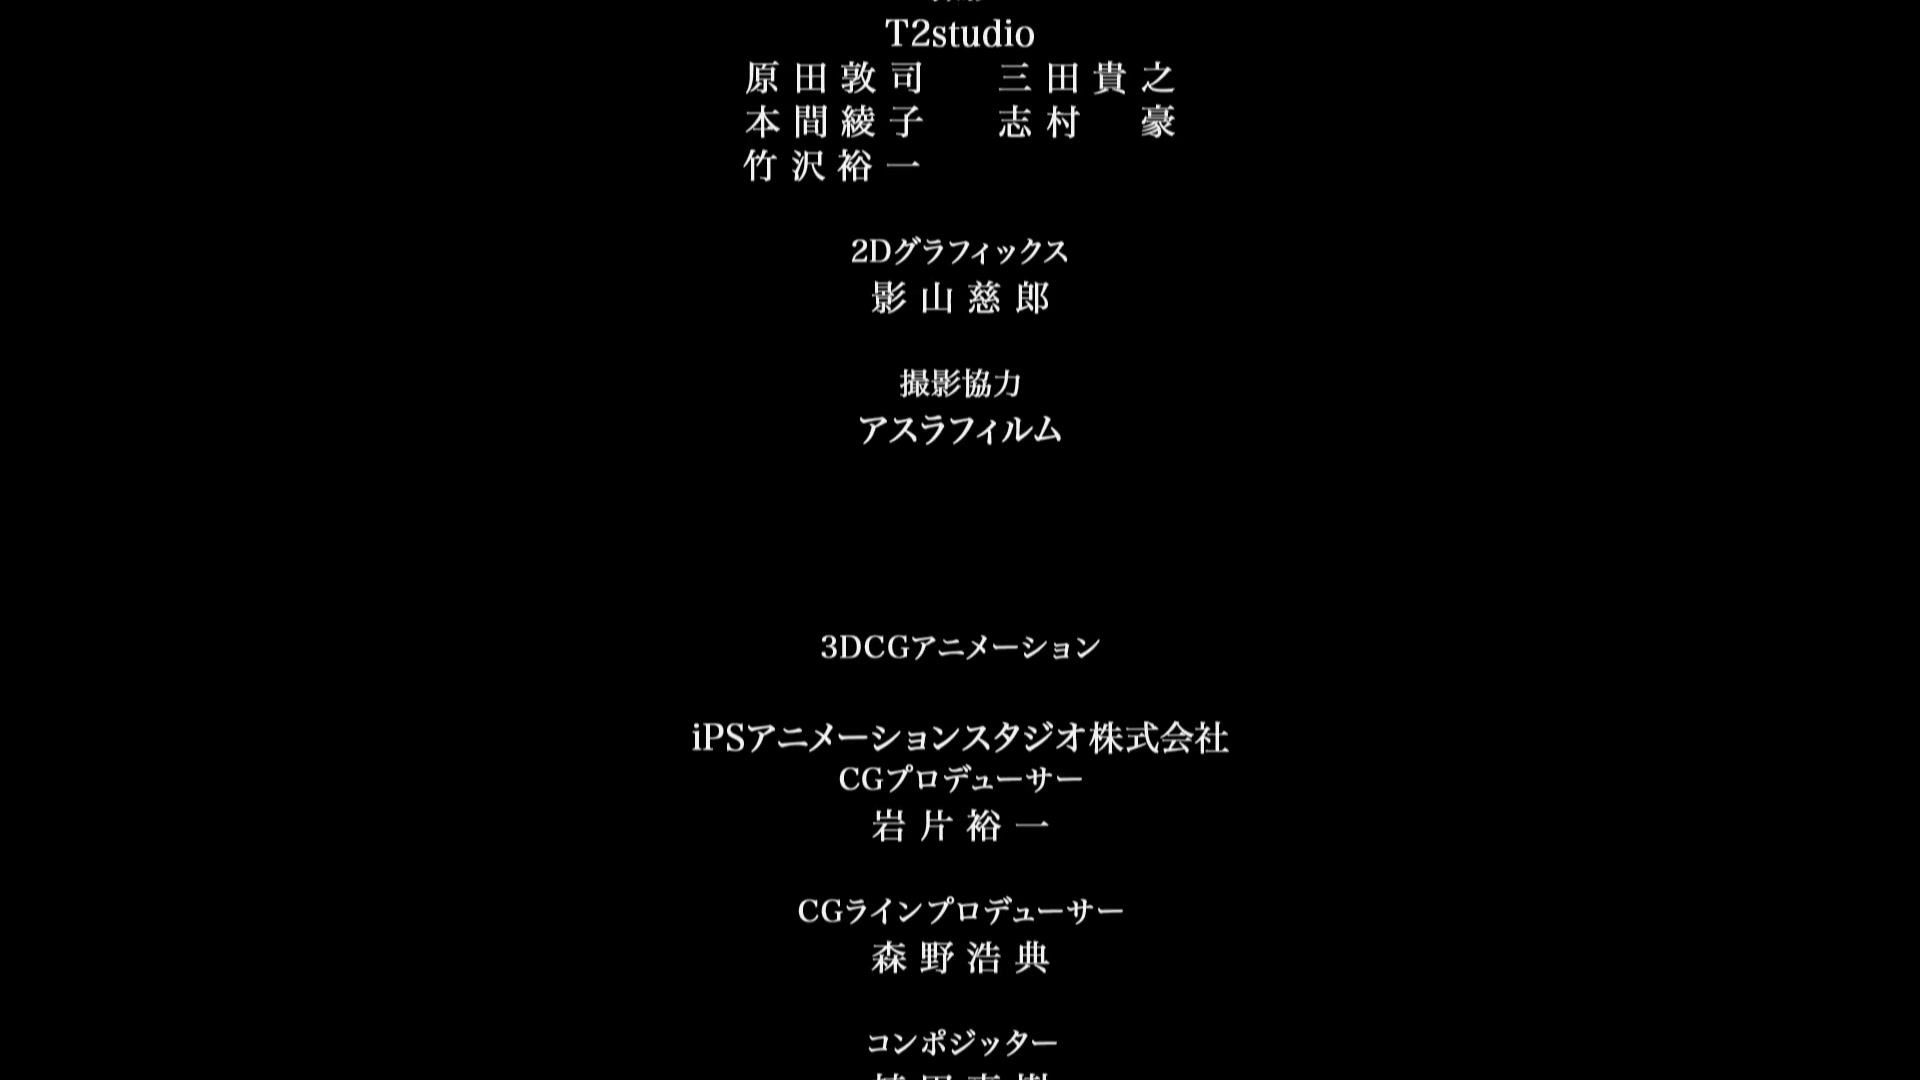 T2studio
原田敦司 三田貴之
本間綾子 志村 豪
竹沢裕一
2Dグラフィックス
影山慈郎
撮影協力
アスラフィルム
3DCGアニメーション
iPSアニメーションスタジオ株式会社
CGプロデューサー
岩片裕一
CGラインプロデューサー
森野浩典
コンポジッター